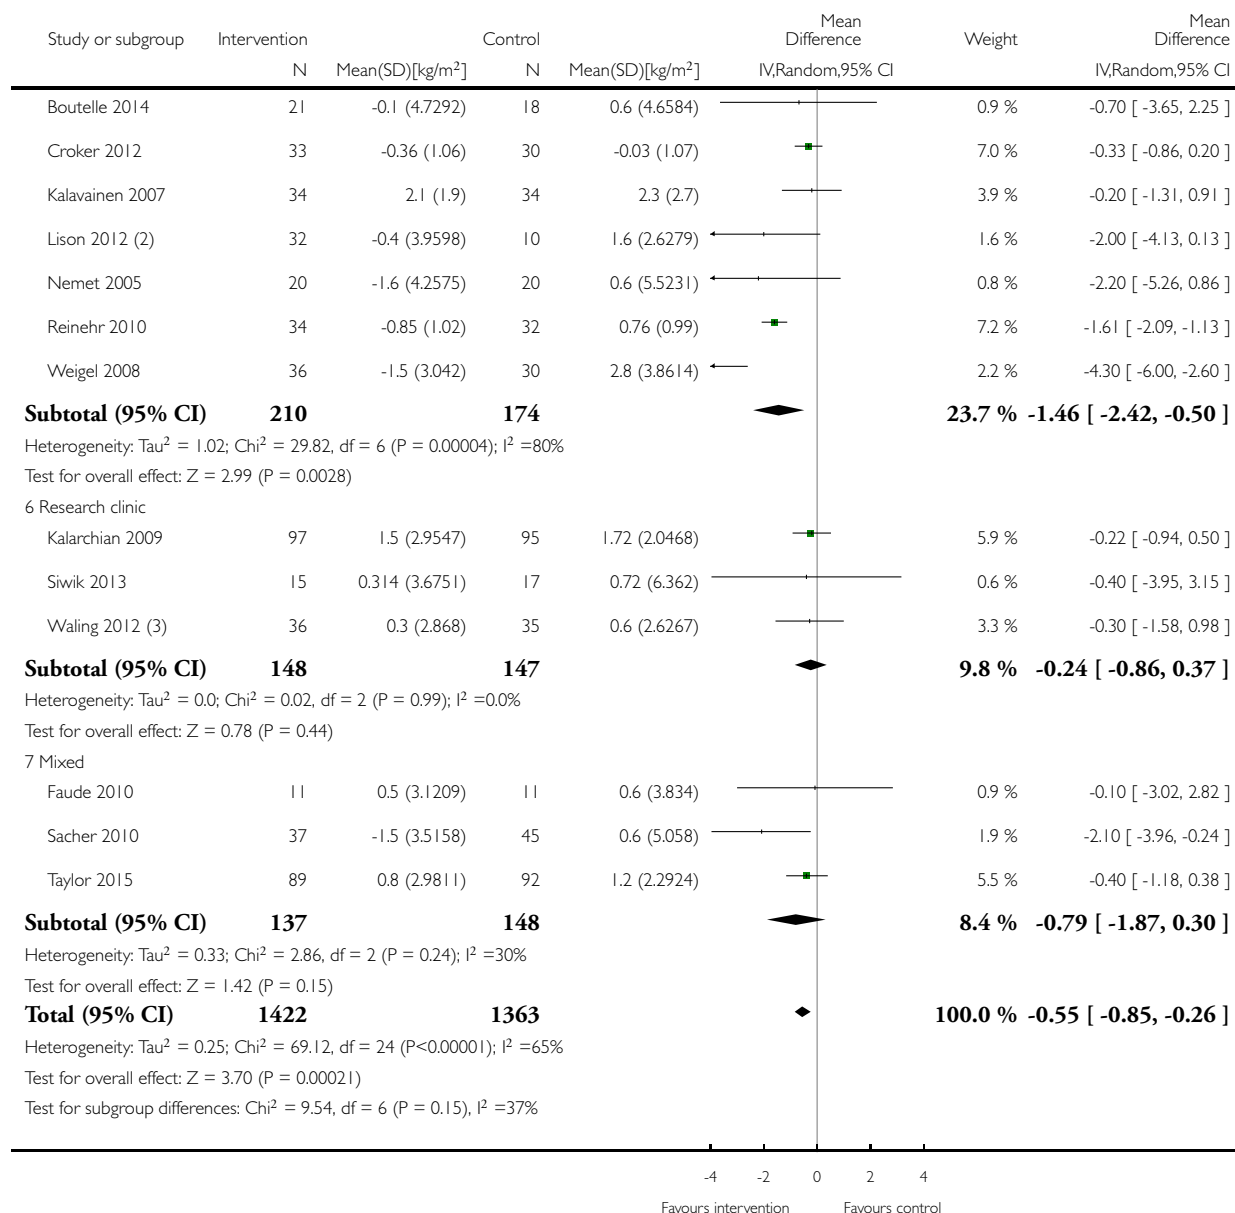 Mean Mean
Study or subgroup Intervention Control Difference Weight Difference
N Mean(SD)[kg/m²] N Mean(SD)[kg/m²] IV,Random,95% CI IV,Random,95% CI
Boutelle 2014 21 -0.1 (4.7292) 18 0.6 (4.6584) 0.9 % -0.70 [ -3.65, 2.25 ]
Croker 2012 33 -0.36 (1.06) 30 -0.03 (1.07) 7.0 % -0.33 [ -0.86, 0.20 ]
Kalavainen 2007 34 2.1 (1.9) 34 2.3 (2.7) 3.9 % -0.20 [ -1.31, 0.91 ]
Lison 2012 (2) 32 -0.4 (3.9598) 10 1.6 (2.6279) 1.6 % -2.00 [ -4.13, 0.13 ]
Nemet 2005 20 -1.6 (4.2575) 20 0.6 (5.5231) 0.8 % -2.20 [ -5.26, 0.86 ]
Reinehr 2010 34 -0.85 (1.02) 32 0.76 (0.99) 7.2 % -1.61 [ -2.09, -1.13 ]
Weigel 2008 36 -1.5 (3.042) 30 2.8 (3.8614) 2.2 % -4.30 [ -6.00, -2.60 ]
Subtotal (95% CI) 210 174 23.7 % -1.46 [ -2.42, -0.50 ]
Heterogeneity: Tau² = 1.02; Chi² = 29.82, df = 6 (P = 0.00004); I² =80%
Test for overall effect: Z = 2.99 (P = 0.0028)
6 Research clinic
Kalarchian 2009 97 1.5 (2.9547) 95 1.72 (2.0468) 5.9 % -0.22 [ -0.94, 0.50 ]
Siwik 2013 15 0.314 (3.6751) 17 0.72 (6.362) 0.6 % -0.40 [ -3.95, 3.15 ]
Waling 2012 (3) 36 0.3 (2.868) 35 0.6 (2.6267) 3.3 % -0.30 [ -1.58, 0.98 ]
Subtotal (95% CI) 148 147 9.8 % -0.24 [ -0.86, 0.37 ]
Heterogeneity: Tau² = 0.0; Chi² = 0.02, df = 2 (P = 0.99); I² =0.0%
Test for overall effect: Z = 0.78 (P = 0.44)
7 Mixed
Faude 2010 11 0.5 (3.1209) 11 0.6 (3.834) 0.9 % -0.10 [ -3.02, 2.82 ]
Sacher 2010 37 -1.5 (3.5158) 45 0.6 (5.058) 1.9 % -2.10 [ -3.96, -0.24 ]
Taylor 2015 89 0.8 (2.9811) 92 1.2 (2.2924) 5.5 % -0.40 [ -1.18, 0.38 ]
Subtotal (95% CI) 137 148 8.4 % -0.79 [ -1.87, 0.30 ]
Heterogeneity: Tau² = 0.33; Chi² = 2.86, df = 2 (P = 0.24); I² =30%
Test for overall effect: Z = 1.42 (P = 0.15)
Total (95% CI) 1422 1363 100.0 % -0.55 [ -0.85, -0.26 ]
Heterogeneity: Tau² = 0.25; Chi² = 69.12, df = 24 (P<0.00001); I² =65%
Test for overall effect: Z = 3.70 (P = 0.00021)
Test for subgroup differences: Chi² = 9.54, df = 6 (P = 0.15), I² =37%
-4 -2 0 2 4
Favours intervention Favours control